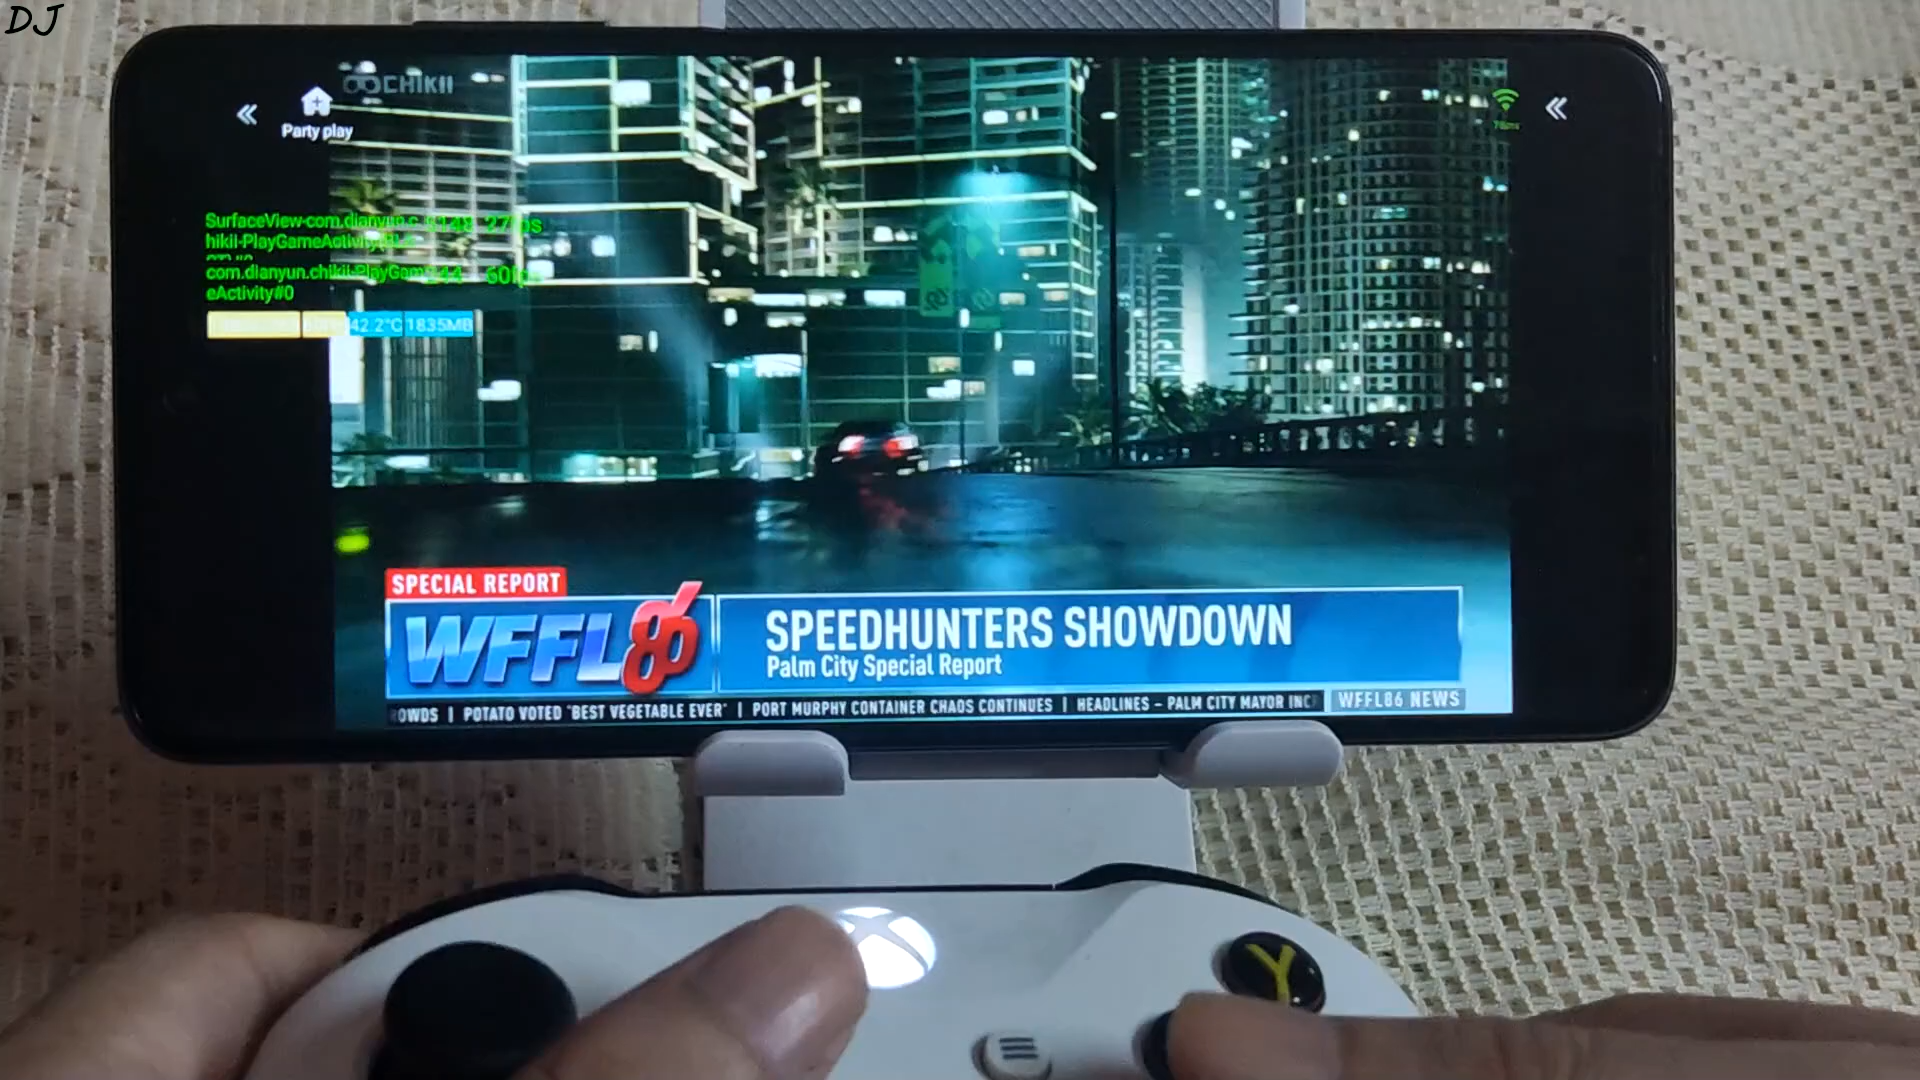 DJ
CHIKII
Party play
SurfaceView-com.dianyun.c
hikii-PlayGameActivity
com.dianyun.chikii-PlayGam
eActivity#0
42.2°C 1835MB
SPECIAL REPORT
WFFL86
SPEEDHUNTERS SHOWDOWN
Palm City Special Report
ROWDS | POTATO VOTED "BEST VEGETABLE EVER" | PORT MURPHY CONTAINER CHAOS CONTINUES | HEADLINES - PALM CITY MAYOR INC
WFFL86 NEWS
Y